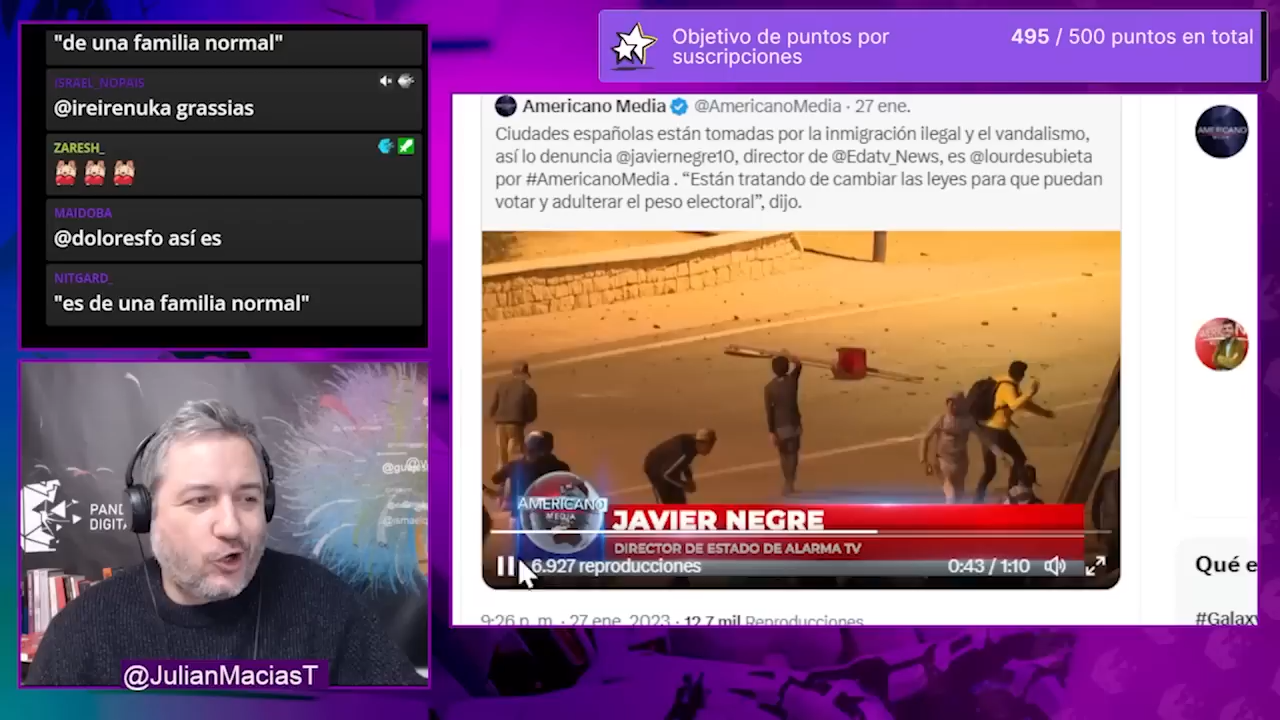 "de una familia normal"
ISRAEL_NOPAIS
@ireirenuka grassias
ZARESH_
MAIDOBA
@doloresfo así es
NITGARD_
"es de una familia normal"
Objetivo de puntos por
suscripciones
495 / 500 puntos en total
Americano Media @AmericanoMedia · 27 ene.
Ciudades españolas están tomadas por la inmigración ilegal y el vandalismo,
así lo denuncia @javiernegre10, director de @Edatv_News, es @lourdesubieta
por #AmericanoMedia . “Están tratando de cambiar las leyes para que puedan
votar y adulterar el peso electoral”, dijo.
AMERICANO
MEDIA
JAVIER NEGRE
DIRECTOR DE ESTADO DE ALARMA TV
6.927 reproducciones
0:43 / 1:10
9:26 p. m. · 27 ene. 2023 · 12,7 mil Reproducciones
AMERICANO
Qué e
#Galaxy
PAND
DIGITA
@JulianMaciasT